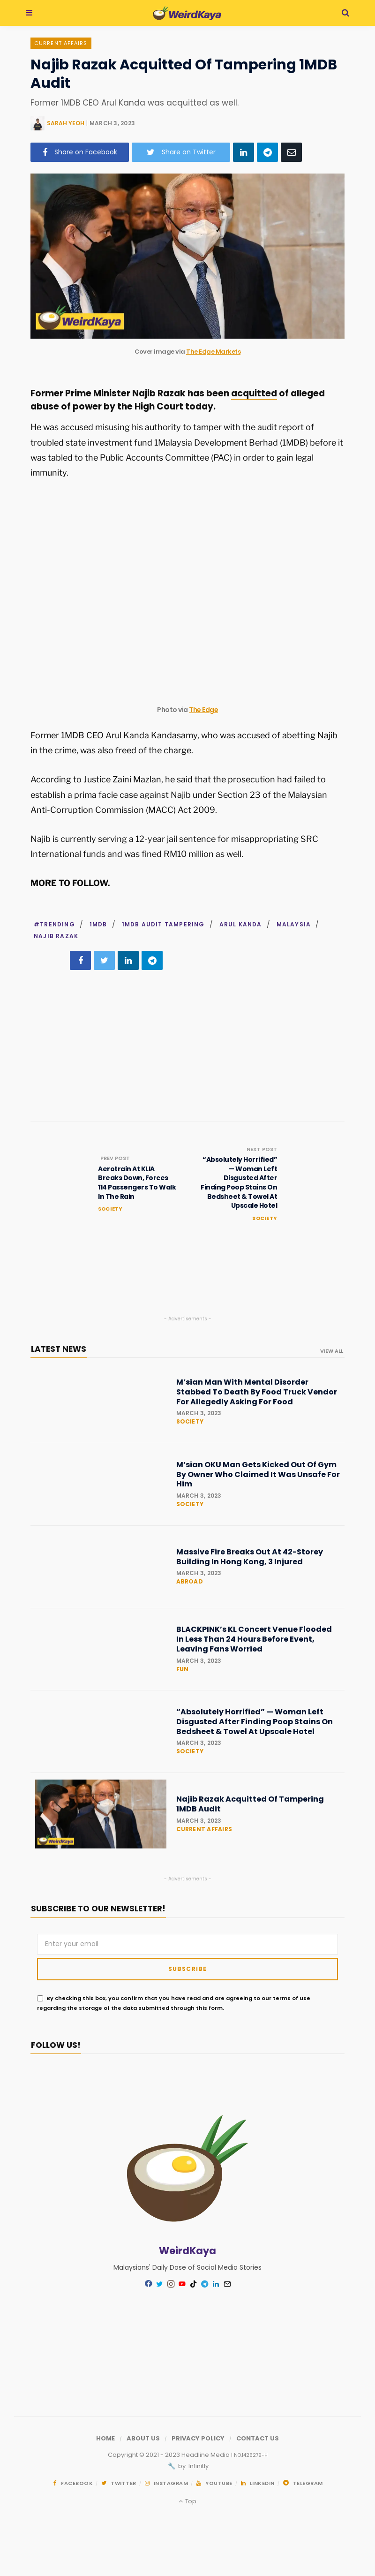 WeirdKaya
CURRENT AFFAIRS
Najib Razak Acquitted Of Tampering 1MDB
Audit
Former 1MDB CEO Arul Kanda was acquitted as well.
SARAH YEOH | MARCH 3, 2023
Share on Facebook
Share on Twitter
WeirdKaya
Cover image via The Edge Markets
Former Prime Minister Najib Razak has been acquitted of alleged
abuse of power by the High Court today.
He was accused misusing his authority to tamper with the audit report of
troubled state investment fund 1Malaysia Development Berhad (1MDB) before it
was tabled to the Public Accounts Committee (PAC) in order to gain legal
immunity.
Photo via The Edge
Former 1MDB CEO Arul Kanda Kandasamy, who was accused of abetting Najib
in the crime, was also freed of the charge.
According to Justice Zaini Mazlan, he said that the prosecution had failed to
establish a prima facie case against Najib under Section 23 of the Malaysian
Anti-Corruption Commission (MACC) Act 2009.
Najib is currently serving a 12-year jail sentence for misappropriating SRC
International funds and was fined RM10 million as well.
MORE TO FOLLOW.
#TRENDING / 1MDB / 1MDB AUDIT TAMPERING / ARUL KANDA / MALAYSIA /
NAJIB RAZAK
PREV POST
Aerotrain At KLIA
Breaks Down, Forces
114 Passengers To Walk
In The Rain
SOCIETY
NEXT POST
“Absolutely Horrified”
— Woman Left
Disgusted After
Finding Poop Stains On
Bedsheet & Towel At
Upscale Hotel
SOCIETY
- Advertisements -
LATEST NEWS
VIEW ALL
M’sian Man With Mental Disorder
Stabbed To Death By Food Truck Vendor
For Allegedly Asking For Food
MARCH 3, 2023
SOCIETY
M’sian OKU Man Gets Kicked Out Of Gym
By Owner Who Claimed It Was Unsafe For
Him
MARCH 3, 2023
SOCIETY
Massive Fire Breaks Out At 42-Storey
Building In Hong Kong, 3 Injured
MARCH 3, 2023
ABROAD
BLACKPINK’s KL Concert Venue Flooded
In Less Than 24 Hours Before Event,
Leaving Fans Worried
MARCH 3, 2023
FUN
“Absolutely Horrified” — Woman Left
Disgusted After Finding Poop Stains On
Bedsheet & Towel At Upscale Hotel
MARCH 3, 2023
SOCIETY
WeirdKaya
Najib Razak Acquitted Of Tampering
1MDB Audit
MARCH 3, 2023
CURRENT AFFAIRS
- Advertisements -
SUBSCRIBE TO OUR NEWSLETTER!
Enter your email
SUBSCRIBE
By checking this box, you confirm that you have read and are agreeing to our terms of use
regarding the storage of the data submitted through this form.
FOLLOW US!
WeirdKaya
Malaysians' Daily Dose of Social Media Stories
HOME / ABOUT US / PRIVACY POLICY / CONTACT US
Copyright © 2021 - 2023 Headline Media | NO1426279-H
by: Infinitly
FACEBOOK / TWITTER / INSTAGRAM / YOUTUBE / LINKEDIN / TELEGRAM
Top